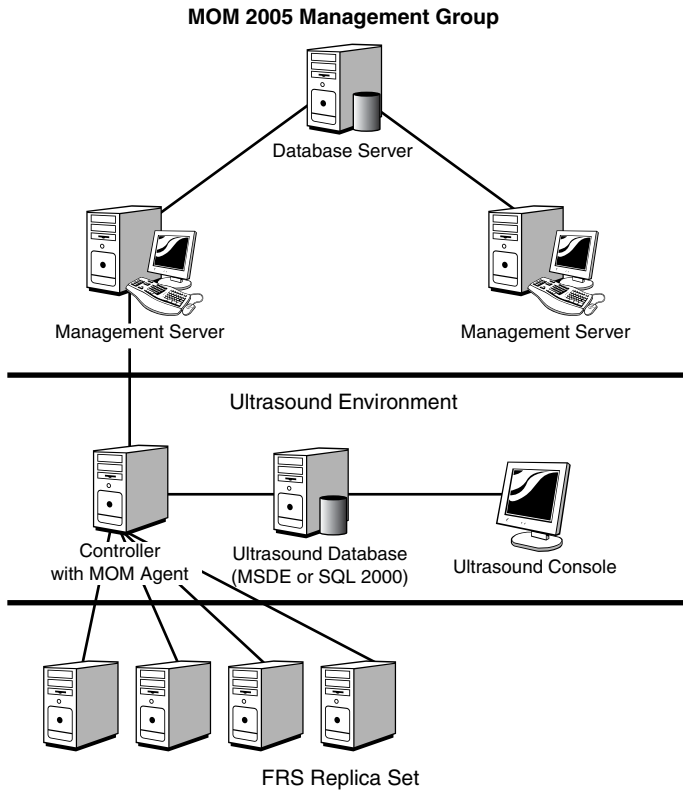 MOM 2005 Management Group
Database Server
Management Server
Management Server
Ultrasound Environment
Controller
with MOM Agent
Ultrasound Database
(MSDE or SQL 2000)
Ultrasound Console
FRS Replica Set